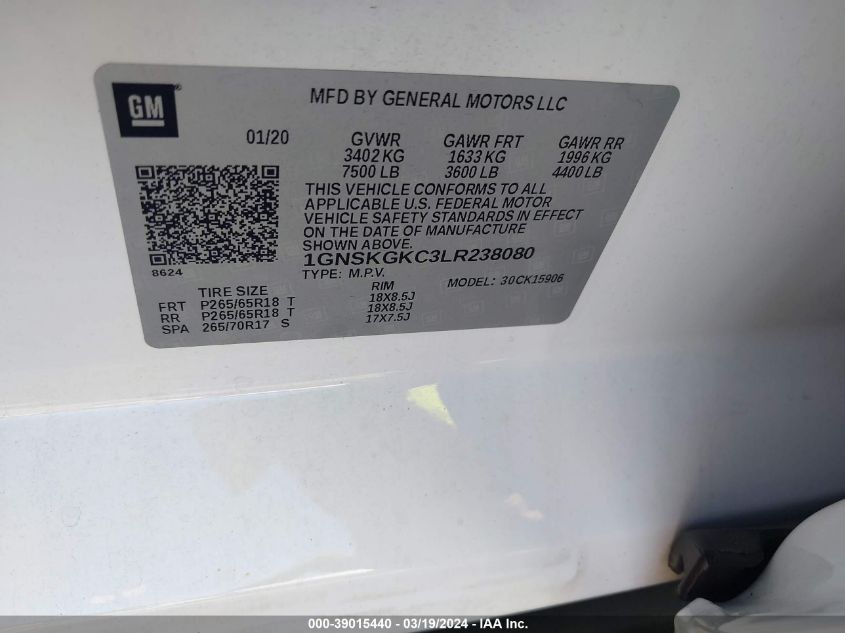 GM
®
MFD BY GENERAL MOTORS LLC
01/20 GVWR GAWR FRT GAWR RR
3402 KG 1633 KG 1996 KG
7500 LB 3600 LB 4400 LB
THIS VEHICLE CONFORMS TO ALL
APPLICABLE U.S. FEDERAL MOTOR
VEHICLE SAFETY STANDARDS IN EFFECT
ON THE DATE OF MANUFACTURE
SHOWN ABOVE.
8624
1GNSKGKC3LR238080
TYPE: M.P.V. MODEL: 30CK15906
TIRE SIZE RIM
FRT P265/65R18 T 18X8.5J
RR P265/65R18 T 18X8.5J
SPA 265/70R17 S 17X7.5J
000-39015440 - 03/19/2024 - IAA Inc.